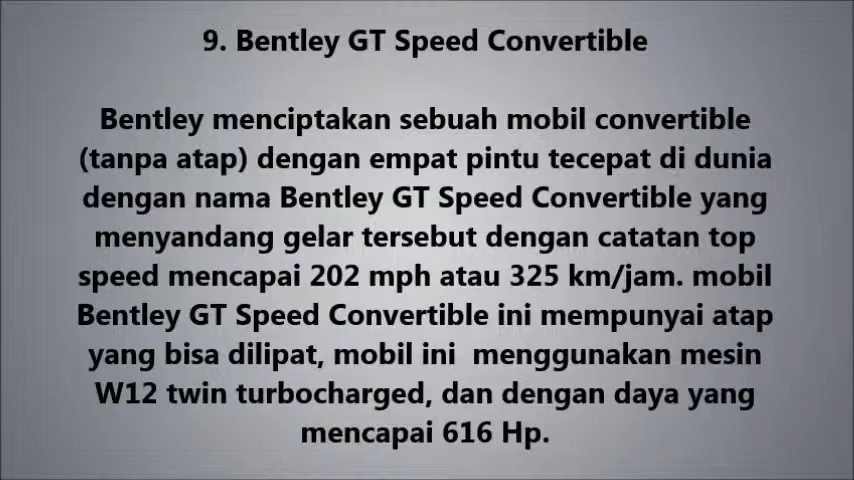 9. Bentley GT Speed Convertible
Bentley menciptakan sebuah mobil convertible
(tanpa atap) dengan empat pintu tecepat di dunia
dengan nama Bentley GT Speed Convertible yang
menyandang gelar tersebut dengan catatan top
speed mencapai 202 mph atau 325 km/jam. mobil
Bentley GT Speed Convertible ini mempunyai atap
yang bisa dilipat, mobil ini  menggunakan mesin
W12 twin turbocharged, dan dengan daya yang
mencapai 616 Hp.